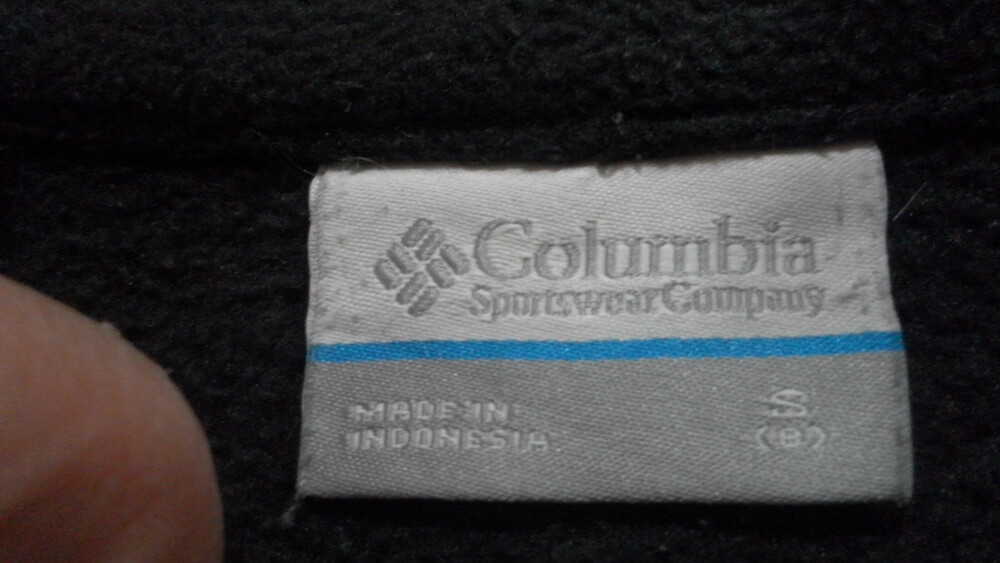 Columbia
Sportswear Company
MADE IN
INDONESIA
S
(8)